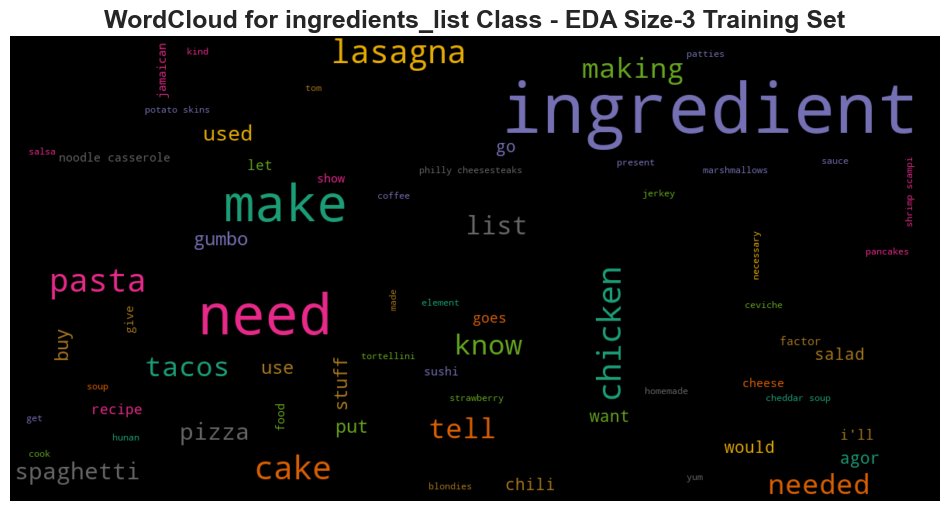 WordCloud for ingredients_list Class - EDA Size-3 Training Set
jamaican
kind
lasagna
making
patties
tom
ingredient
potato skins
used
go
salsa
noodle casserole
let
show
philly cheesesteaks
present
marshmallows
sauce
shrimp scampi
make
coffee
jerkey
list
gumbo
necessary
pancakes
pasta
need
made
element
chicken
ceviche
give
goes
buy
know
factor
tacos
use
stuff
tortellini
sushi
salad
soup
strawberry
homemade
cheese
cheddar soup
get
recipe
food
put
want
hunan
pizza
tell
i'll
would
cook
spaghetti
cake
agor
blondies
chili
yum
needed